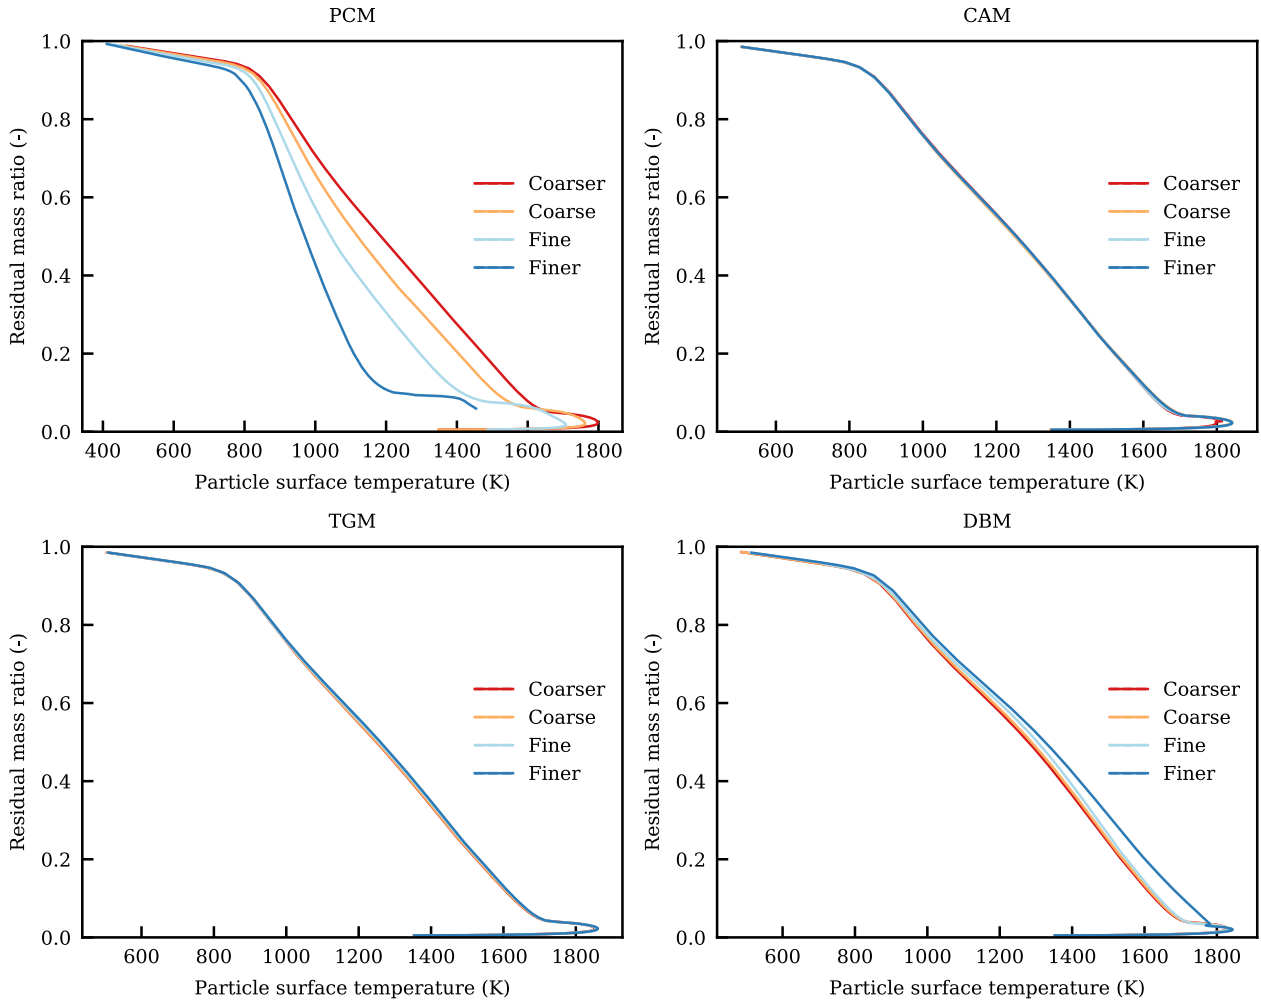 PCM
1.0
0.8
0.6
0.4
0.2
0.0
Residual mass ratio (-)
400 600 800 1000 1200 1400 1600 1800
Particle surface temperature (K)
Coarser
Coarse
Fine
Finer
CAM
1.0
0.8
0.6
0.4
0.2
0.0
Residual mass ratio (-)
600 800 1000 1200 1400 1600 1800
Particle surface temperature (K)
Coarser
Coarse
Fine
Finer
TGM
1.0
0.8
0.6
0.4
0.2
0.0
Residual mass ratio (-)
600 800 1000 1200 1400 1600 1800
Particle surface temperature (K)
Coarser
Coarse
Fine
Finer
DBM
1.0
0.8
0.6
0.4
0.2
0.0
Residual mass ratio (-)
600 800 1000 1200 1400 1600 1800
Particle surface temperature (K)
Coarser
Coarse
Fine
Finer